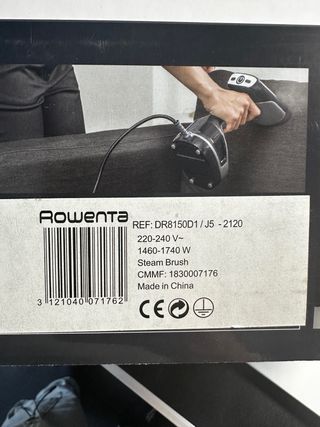 Rowenta
REF: DR8150D1 / J5 - 2120
220-240 V~
1460-1740 W
Steam Brush
CMMF: 1830007176
Made in China
3 121040 071762
CE